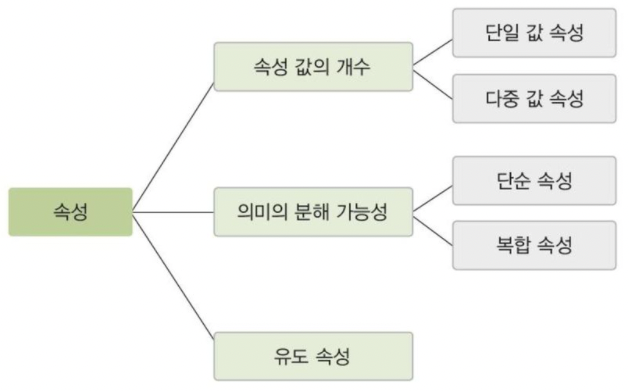 속성
속성 값의 개수
단일 값 속성
다중 값 속성
의미의 분해 가능성
단순 속성
복합 속성
유도 속성